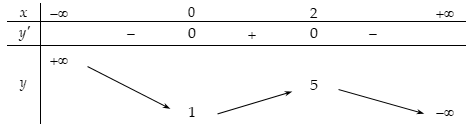 x −∞ 0 2 +∞
y′ − 0 + 0 −
+∞
y 5
1 −∞